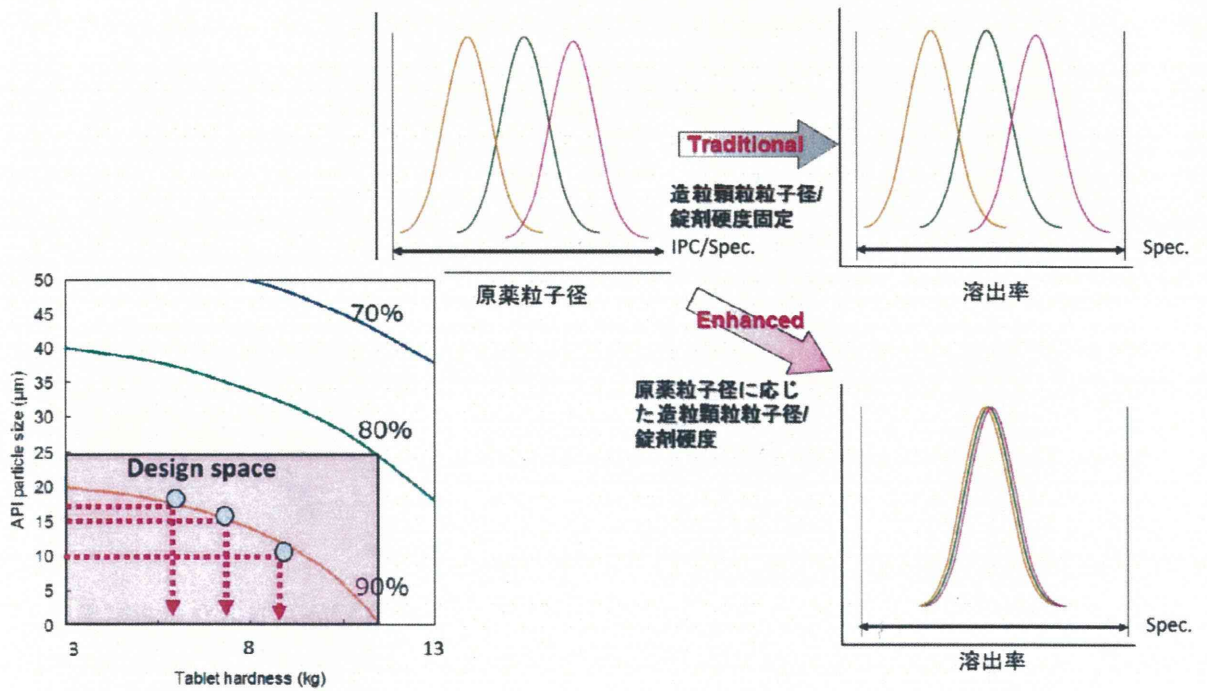 Traditional
造粒顆粒粒子径/
錠剤硬度固定
IPC/Spec.
原薬粒子径
Spec.
溶出率
Enhanced
原薬粒子径に応じ
た造粒顆粒粒子径/
錠剤硬度
Spec.
溶出率
API particle size (μm)
50
40
35
30
25
20
15
10
5
0
70%
80%
Design space
90%
3
8
13
Tablet hardness (kg)